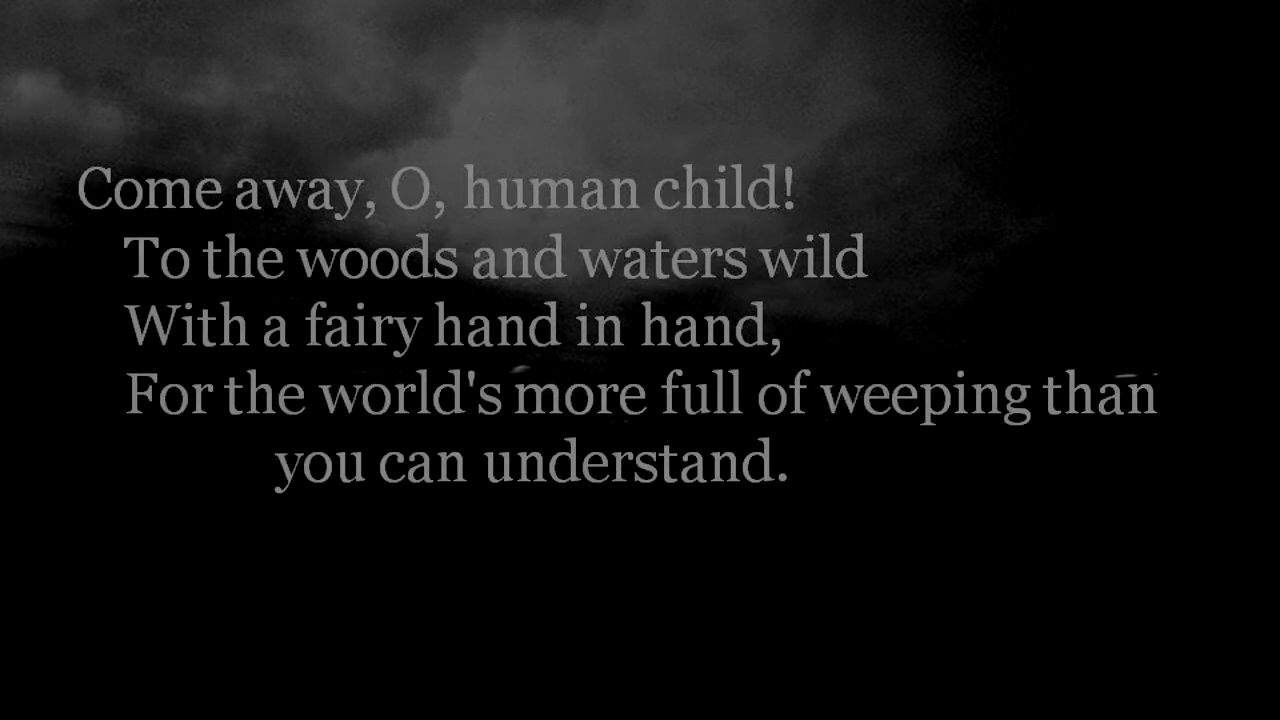 Come away, O, human child!
To the woods and waters wild
With a fairy hand in hand,
For the world's more full of weeping than
you can understand.